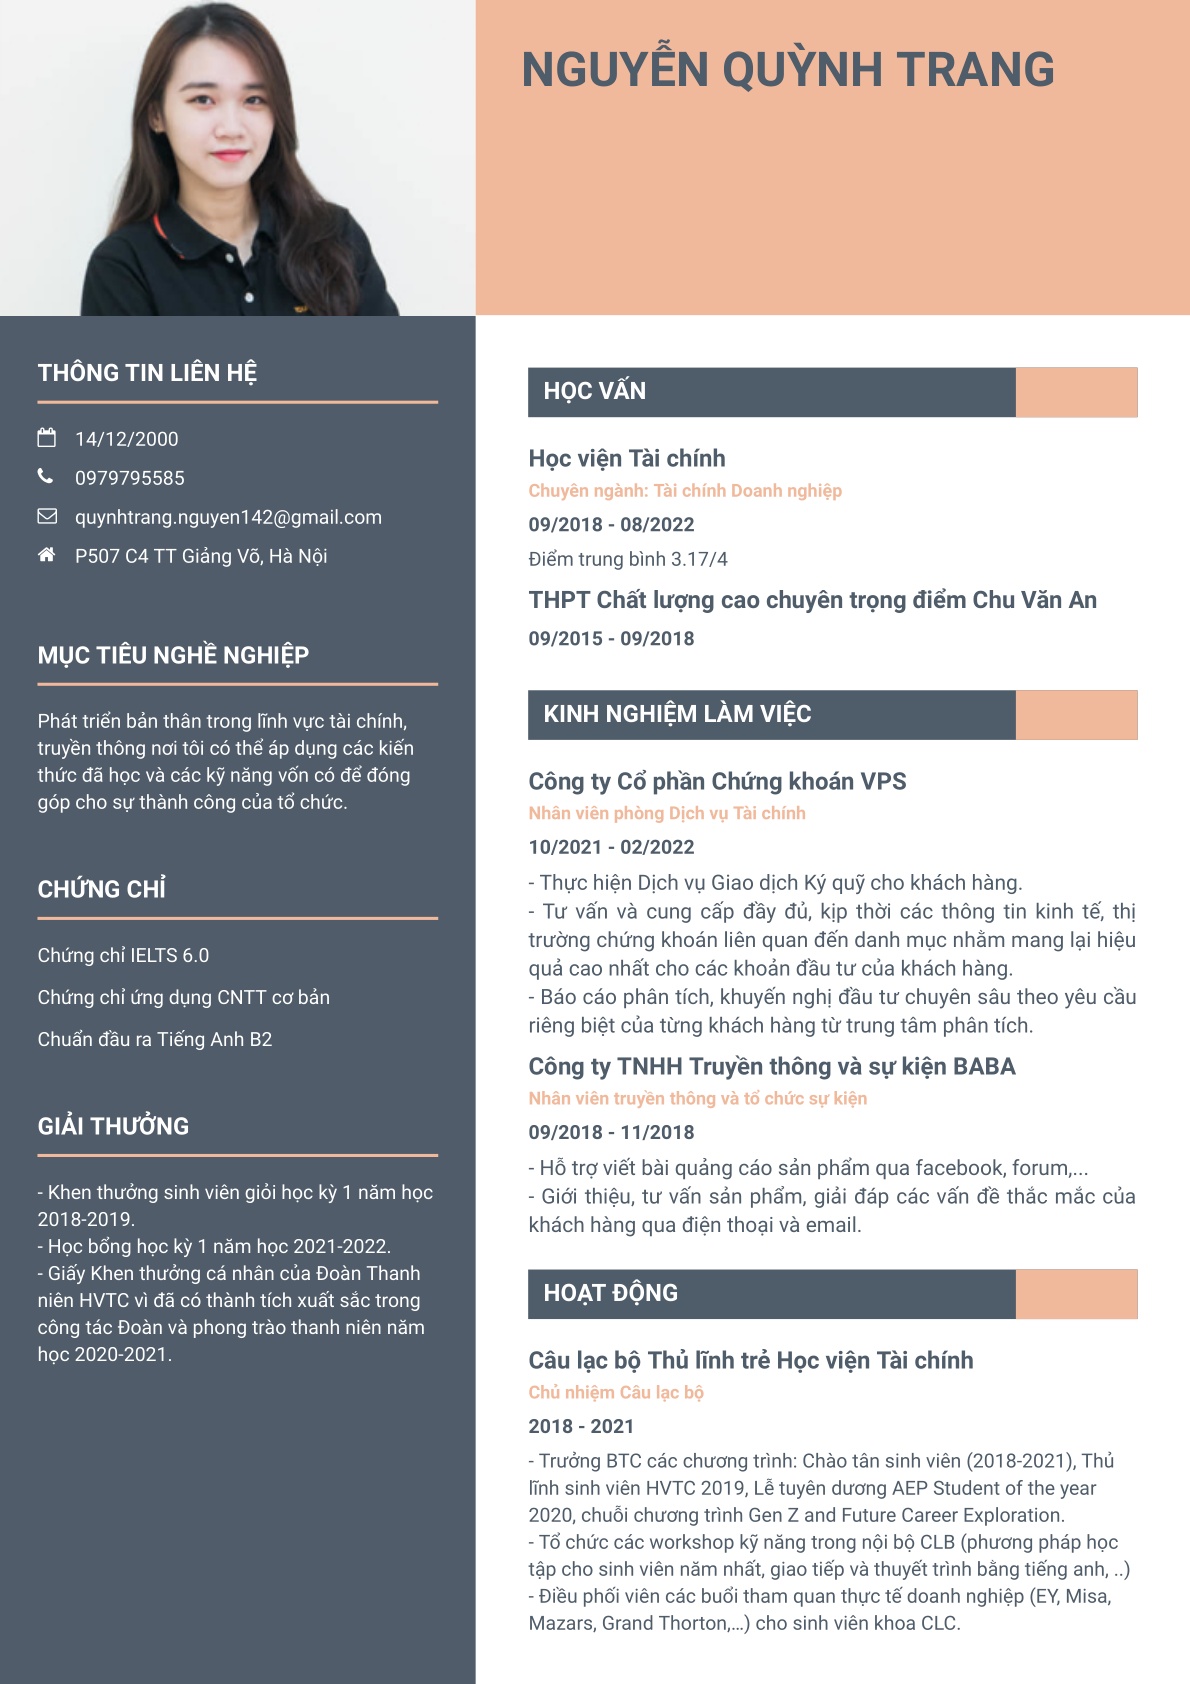 NGUYỄN QUỲNH TRANG
THÔNG TIN LIÊN HỆ
14/12/2000
0979795585
quynhtrang.nguyen142@gmail.com
P507 C4 TT Giảng Võ, Hà Nội
MỤC TIÊU NGHỀ NGHIỆP
Phát triển bản thân trong lĩnh vực tài chính,
truyền thông nơi tôi có thể áp dụng các kiến
thức đã học và các kỹ năng vốn có để đóng
góp cho sự thành công của tổ chức.
CHỨNG CHỈ
Chứng chỉ IELTS 6.0
Chứng chỉ ứng dụng CNTT cơ bản
Chuẩn đầu ra Tiếng Anh B2
GIẢI THƯỞNG
- Khen thưởng sinh viên giỏi học kỳ 1 năm học
2018-2019.
- Học bổng học kỳ 1 năm học 2021-2022.
- Giấy Khen thưởng cá nhân của Đoàn Thanh
niên HVTC vì đã có thành tích xuất sắc trong
công tác Đoàn và phong trào thanh niên năm
học 2020-2021.
HỌC VẤN
Học viện Tài chính
Chuyên ngành: Tài chính Doanh nghiệp
09/2018 - 08/2022
Điểm trung bình 3.17/4
THPT Chất lượng cao chuyên trọng điểm Chu Văn An
09/2015 - 09/2018
KINH NGHIỆM LÀM VIỆC
Công ty Cổ phần Chứng khoán VPS
Nhân viên phòng Dịch vụ Tài chính
10/2021 - 02/2022
- Thực hiện Dịch vụ Giao dịch Ký quỹ cho khách hàng.
- Tư vấn và cung cấp đầy đủ, kịp thời các thông tin kinh tế, thị
trường chứng khoán liên quan đến danh mục nhằm mang lại hiệu
quả cao nhất cho các khoản đầu tư của khách hàng.
- Báo cáo phân tích, khuyến nghị đầu tư chuyên sâu theo yêu cầu
riêng biệt của từng khách hàng từ trung tâm phân tích.
Công ty TNHH Truyền thông và sự kiện BABA
Nhân viên truyền thông và tổ chức sự kiện
09/2018 - 11/2018
- Hỗ trợ viết bài quảng cáo sản phẩm qua facebook, forum,...
- Giới thiệu, tư vấn sản phẩm, giải đáp các vấn đề thắc mắc của
khách hàng qua điện thoại và email.
HOẠT ĐỘNG
Câu lạc bộ Thủ lĩnh trẻ Học viện Tài chính
Chủ nhiệm Câu lạc bộ
2018 - 2021
- Trưởng BTC các chương trình: Chào tân sinh viên (2018-2021), Thủ
lĩnh sinh viên HVTC 2019, Lễ tuyên dương AEP Student of the year
2020, chuỗi chương trình Gen Z and Future Career Exploration.
- Tổ chức các workshop kỹ năng trong nội bộ CLB (phương pháp học
tập cho sinh viên năm nhất, giao tiếp và thuyết trình bằng tiếng anh, ..)
- Điều phối viên các buổi tham quan thực tế doanh nghiệp (EY, Misa,
Mazars, Grand Thorton,...) cho sinh viên khoa CLC.